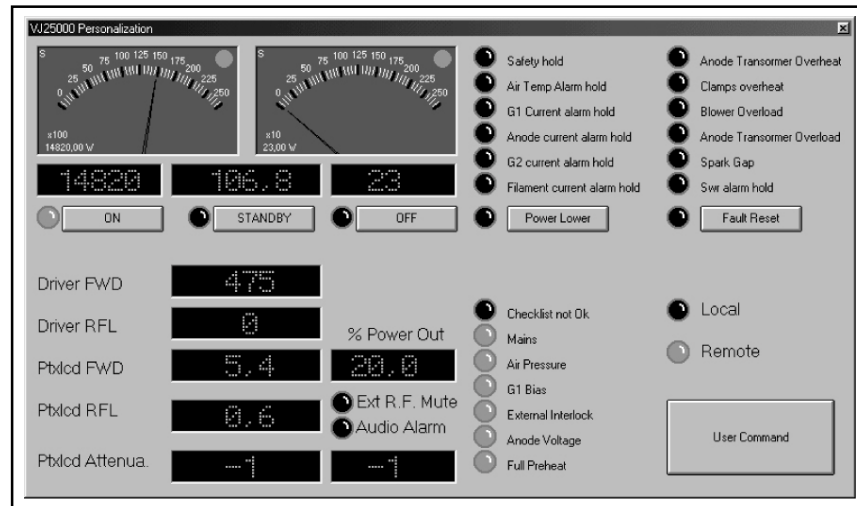 VJ25000 Personalization
S
0 25 50 75 100 125 150 175 200 225 250
x100
14820,00 W
S
0 25 50 75 100 125 150 175 200 225 250
x10
23,00 W
14820 106.8 23
ON STANDBY OFF
Safety hold
Air Temp Alarm hold
G1 Current alarm hold
Anode current alarm hold
G2 current alarm hold
Filament current alarm hold
Power Lower
Anode Transormer Overheat
Clamps overheat
Blower Overload
Anode Transormer Overload
Spark Gap
Swr alarm hold
Fault Reset
Driver FWD 475
Driver RFL 0
% Power Out
Ptxlcd FWD 5.4 20.0
Ptxlcd RFL 0.6
Ext R.F. Mute
Audio Alarm
Ptxlcd Attenua. -1 -1
Checklist not Ok
Mains
Air Pressure
G1 Bias
External Interlock
Anode Voltage
Full Preheat
Local
Remote
User Command